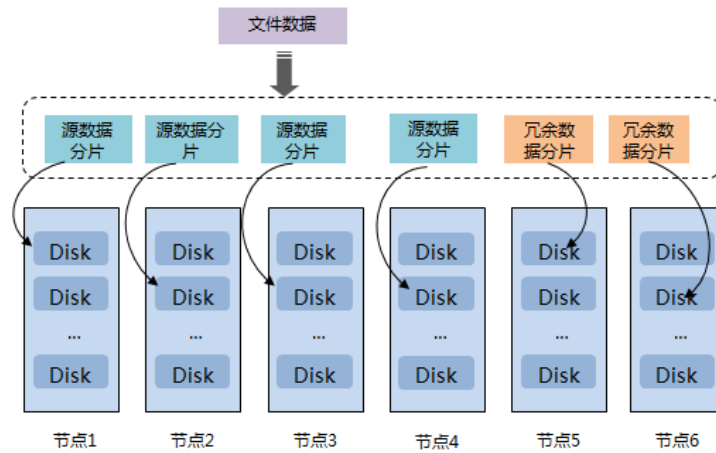 文件数据
源数据
分片
源数据分
片
源数据
分片
源数据
分片
冗余数
据分片
冗余数
据分片
Disk Disk Disk Disk Disk Disk
Disk Disk Disk Disk Disk Disk
... ... ... ... ... ...
Disk Disk Disk Disk Disk Disk
节点1 节点2 节点3 节点4 节点5 节点6